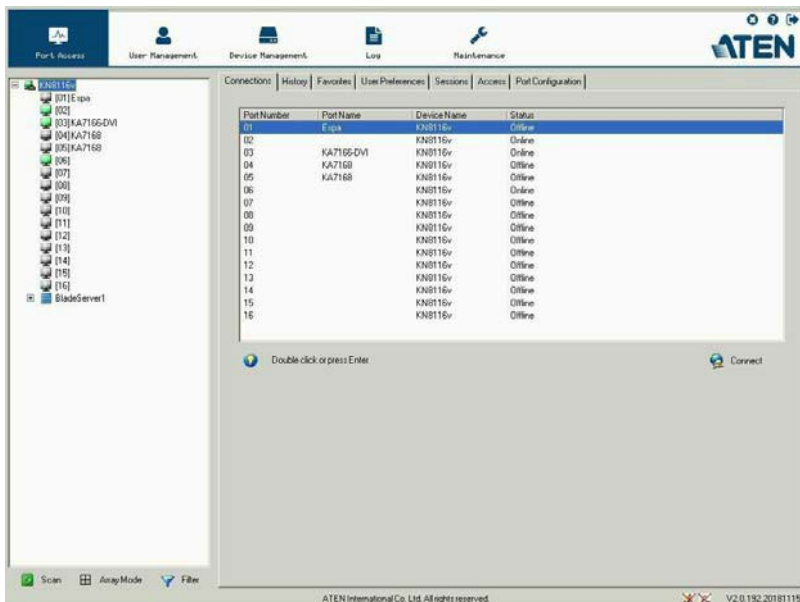 ATEN
Port Access
User Management
Device Management
Log
Maintenance
KN8116v
[01]Espa
[02]
[03]KA7166-DVI
[04]KA7168
[05]KA7168
[06]
[07]
[08]
[09]
[10]
[11]
[12]
[13]
[14]
[15]
[16]
BladeServer1
Scan
Array Mode
Filter
Connections History Favorites User Preferences Sessions Access Port Configuration
Port Number Port Name Device Name Status
01 Espa KN8116v Offline
02 KN8116v Online
03 KA7166-DVI KN8116v Online
04 KA7168 KN8116v Offline
05 KA7168 KN8116v Offline
06 KN8116v Online
07 KN8116v Offline
08 KN8116v Offline
09 KN8116v Offline
10 KN8116v Offline
11 KN8116v Offline
12 KN8116v Offline
13 KN8116v Offline
14 KN8116v Offline
15 KN8116v Offline
16 KN8116v Offline
Double click or press Enter
Connect
ATEN International Co. Ltd. All rights reserved.
V2.0.192.20181115